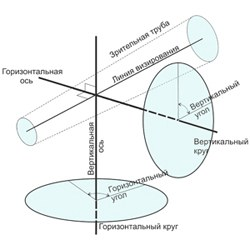 Зрительная труба
Линия визирования
Горизонтальная
ось
Вертикальная
ось
Вертикальный
угол
Вертикальный
круг
Горизонтальный
угол
Горизонтальный круг